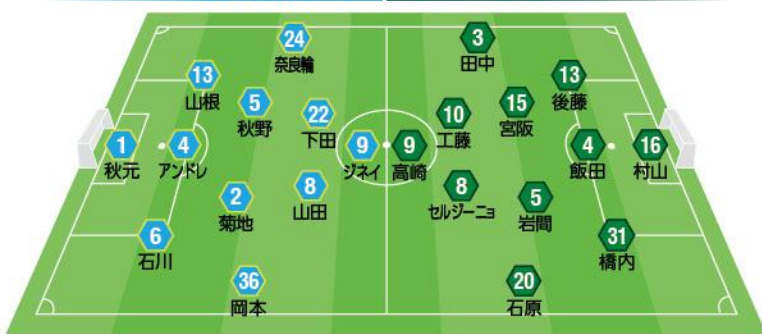 24
奈良輪
3
田中
13
山根
13
後藤
5
秋野
15
宮阪
22
下田
10
工藤
1
秋元
4
アンドレ
9
ジネイ
9
高崎
4
飯田
16
村山
2
菊地
8
山田
8
セルジーニョ
5
岩間
6
石川
31
橋内
36
岡本
20
石原